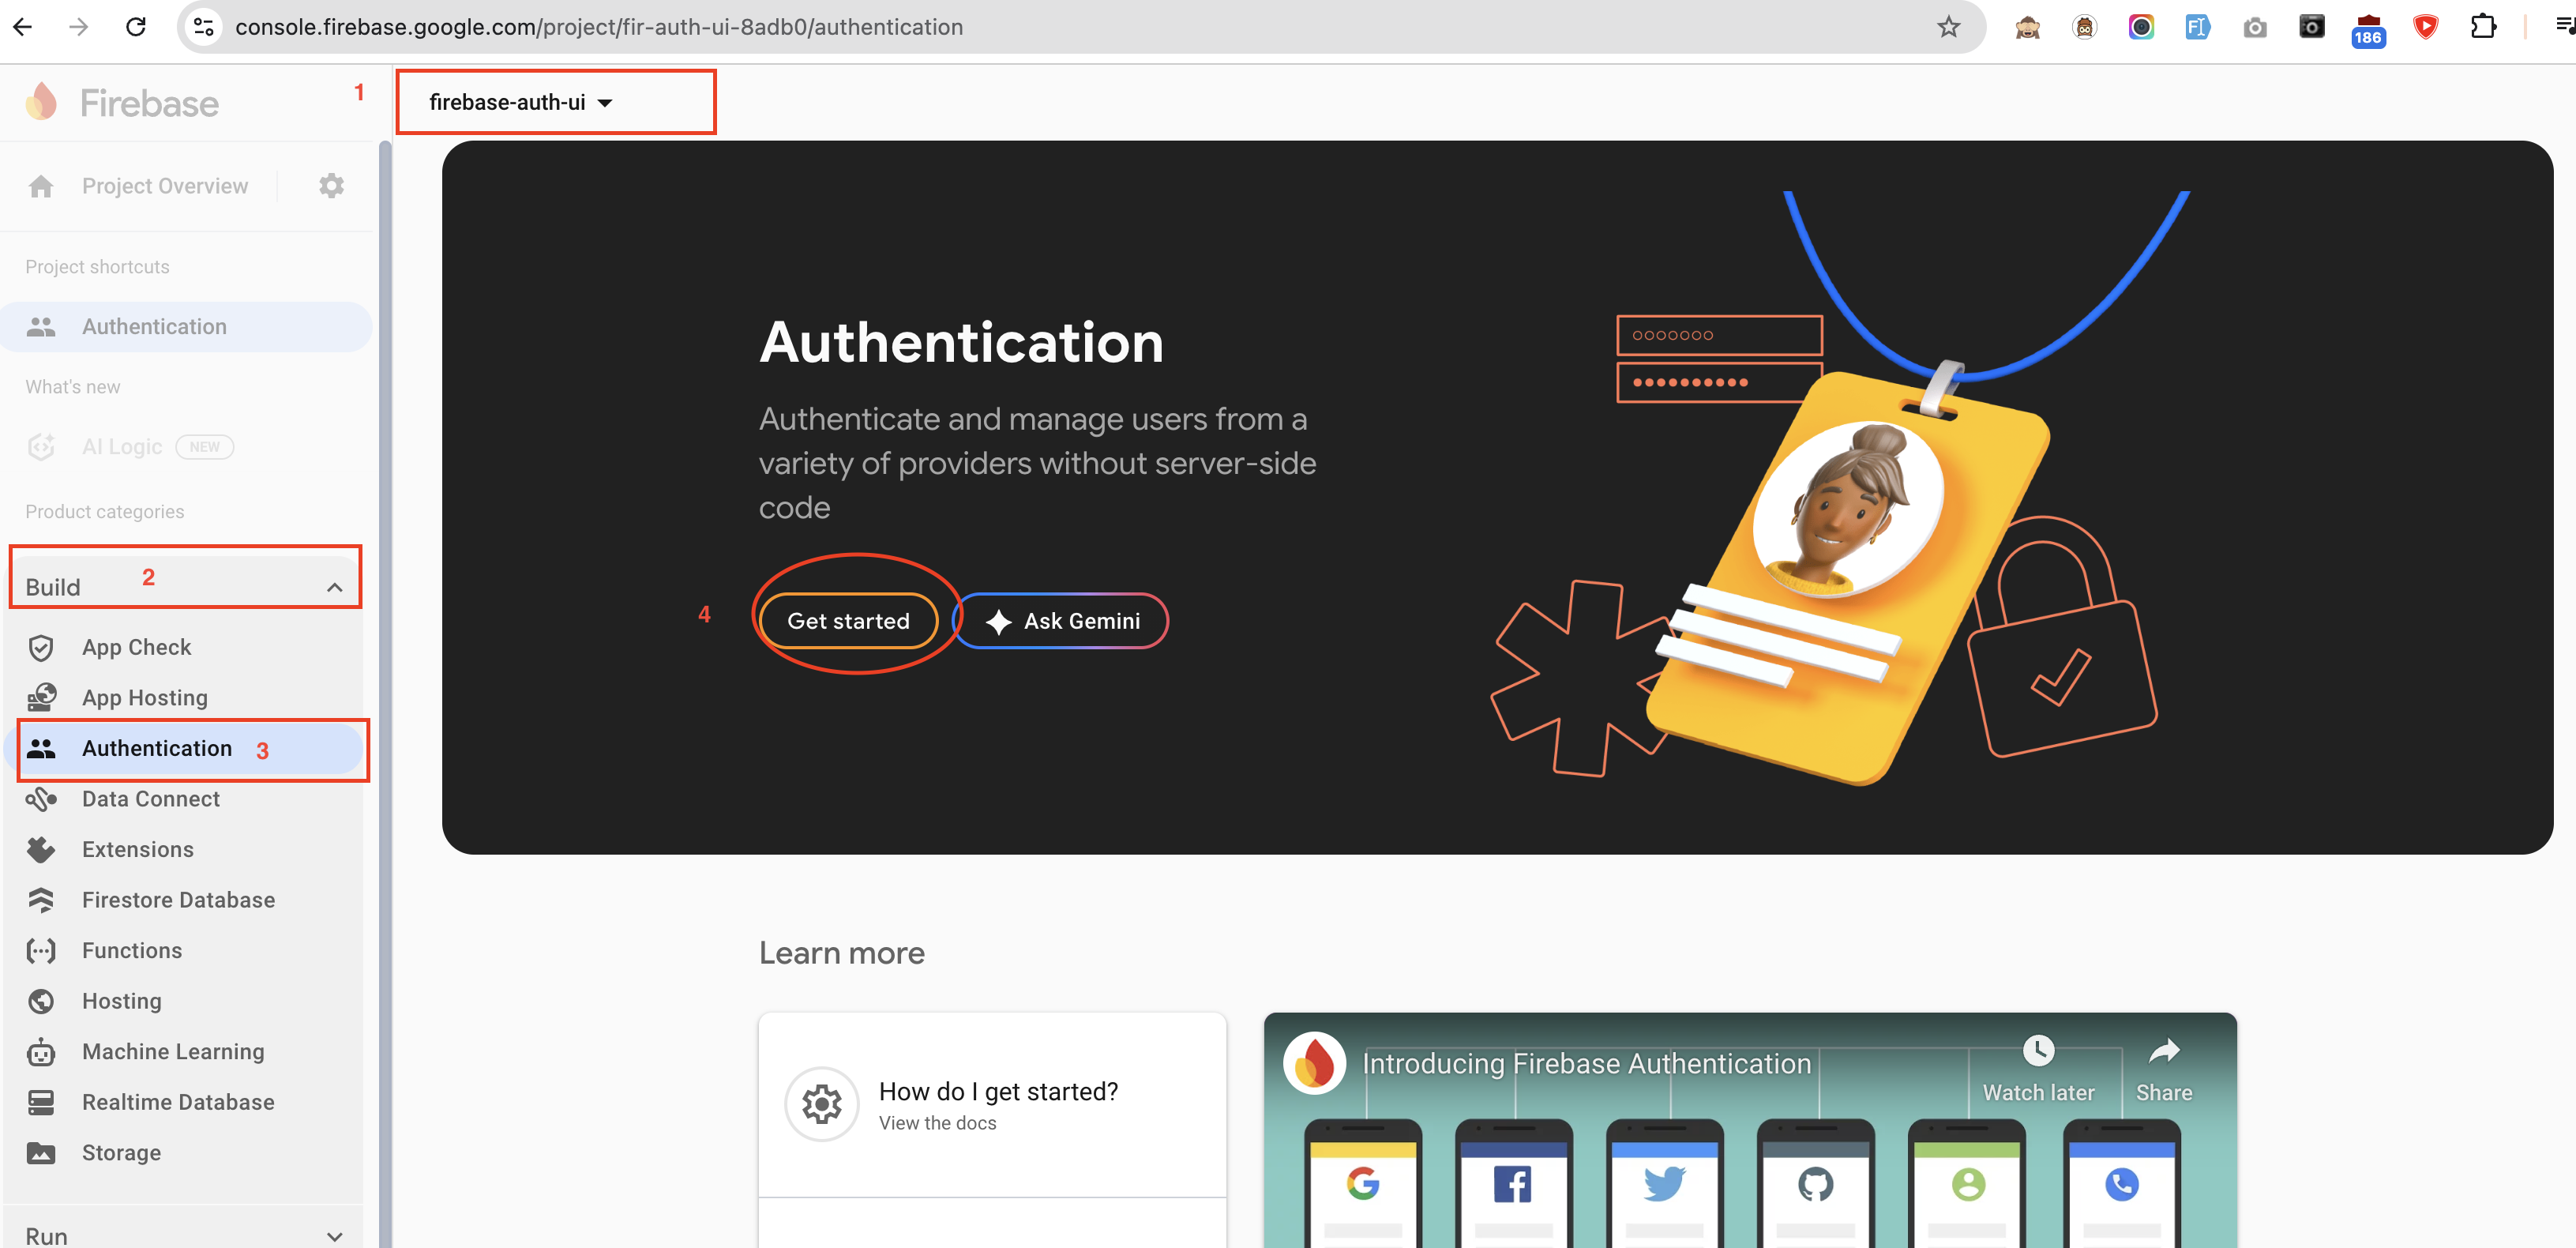 console.firebase.google.com/project/fir-auth-ui-8adb0/authentication
186
Firebase
1
firebase-auth-ui
Project Overview
Project shortcuts
Authentication
What's new
AI Logic NEW
Product categories
Build 2
App Check
App Hosting
Authentication 3
Data Connect
Extensions
Firestore Database
Functions
Hosting
Machine Learning
Realtime Database
Storage
Run
Authentication
Authenticate and manage users from a
variety of providers without server-side
code
4
Get started
Ask Gemini
Learn more
How do I get started?
View the docs
Introducing Firebase Authentication
Watch later
Share